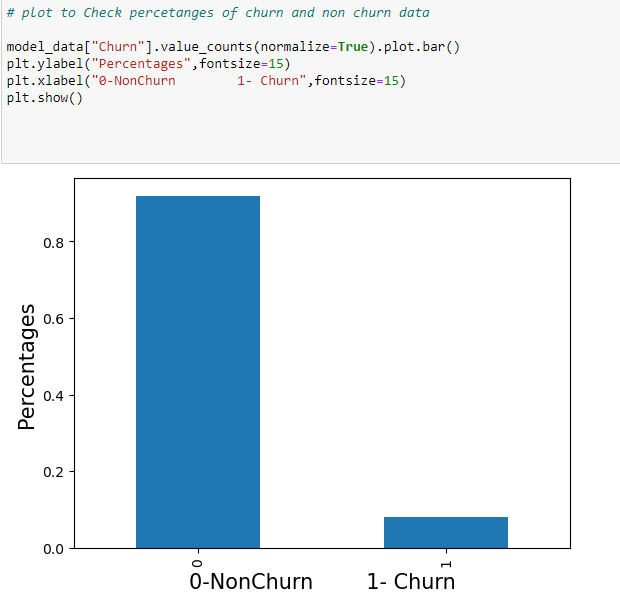 # plot to Check percetanges of churn and non churn data
model_data["Churn"].value_counts(normalize=True).plot.bar()
plt.ylabel("Percentages",fontsize=15)
plt.xlabel("0-NonChurn        1- Churn",fontsize=15)
plt.show()
Percentages
0.8
0.6
0.4
0.2
0.0
0 1
0-NonChurn        1- Churn